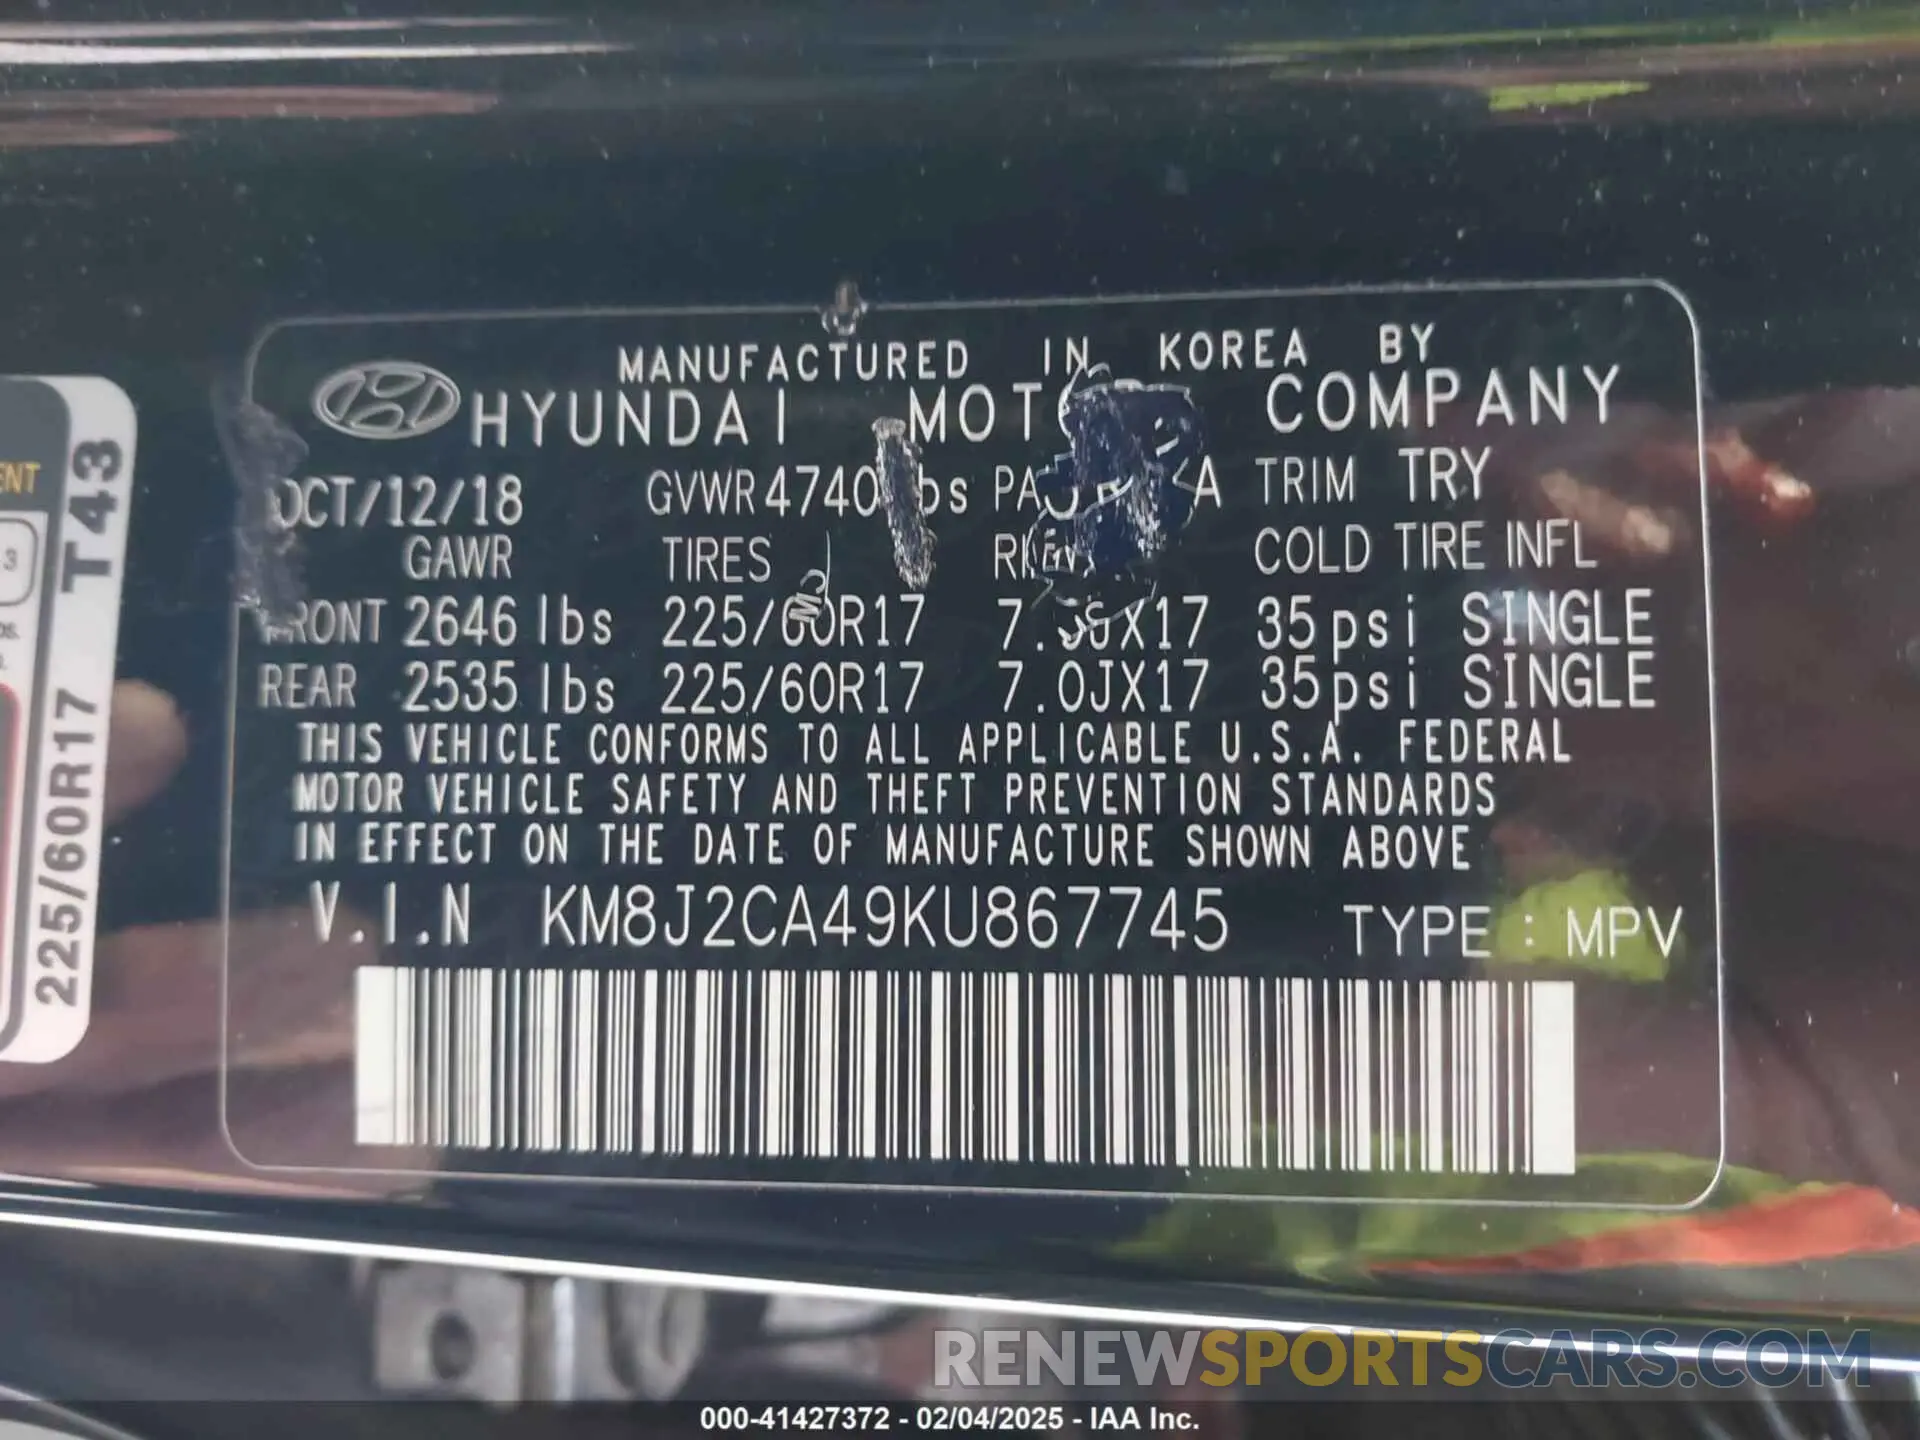 MANUFACTURED IN KOREA BY
HYUNDAI COMPANY
OCT/12/18 GVWR 4740 TRIM TRY
GAWR TIRES COLD TIRE INFL
FRONT 2646 lbs 225/60R17 35psi SINGLE
REAR 2535 lbs 225/60R17 7.0JX17 35psi SINGLE
THIS VEHICLE CONFORMS TO ALL APPLICABLE U.S.A. FEDERAL
MOTOR VEHICLE SAFETY AND THEFT PREVENTION STANDARDS
IN EFFECT ON THE DATE OF MANUFACTURE SHOWN ABOVE
V.I.N KM8J2CA49KU867745 TYPE : MPV
225/60R17 T43
3
RENEWSPORTSCARS.COM
000-41427372 - 02/04/2025 - IAA Inc.